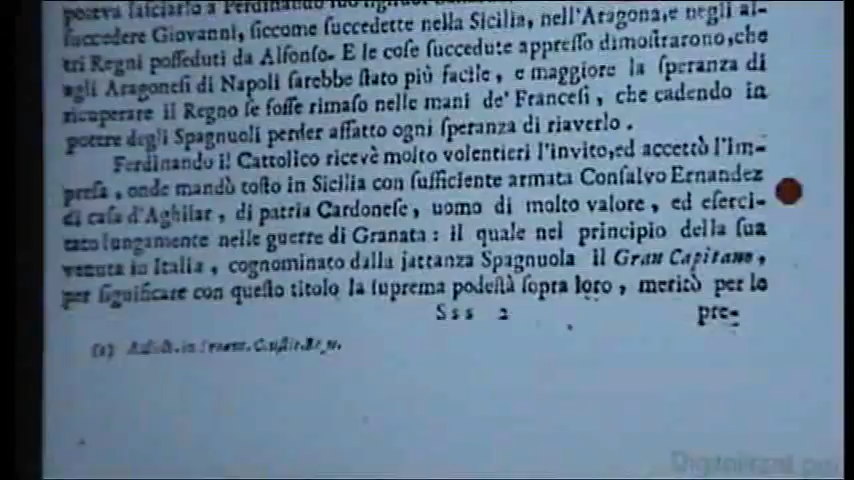 poteva lasciarlo a Ferdinando suo
succedere Giovanni, siccome succedette nella Sicilia, nell'Aragona, e negli al-
tri Regni posseduti da Alfonso. E le cose succedute appresso dimostrarono, che
agli Aragonesi di Napoli sarebbe stato più facile, e maggiore la speranza di
ricuperare il Regno se fosse rimaso nelle mani de' Francesi, che cadendo in
potere degli Spagnuoli perder affatto ogni speranza di riaverlo.
Ferdinando il Cattolico ricevè molto volentieri l'invito, ed accettò l'im-
presa, onde mandò tosto in Sicilia con sufficiente armata Consalvo Ernandez
di casa d'Aghilar, di patria Cardonese, uomo di molto valore, ed eserci-
tato lungamente nelle guerre di Granata: il quale nel principio della sua
venuta in Italia, cognominato dalla jattanza Spagnuola il Gran Capitano,
per significare con questo titolo la suprema podestà sopra loro, meritò per le
Sss 2 pre-